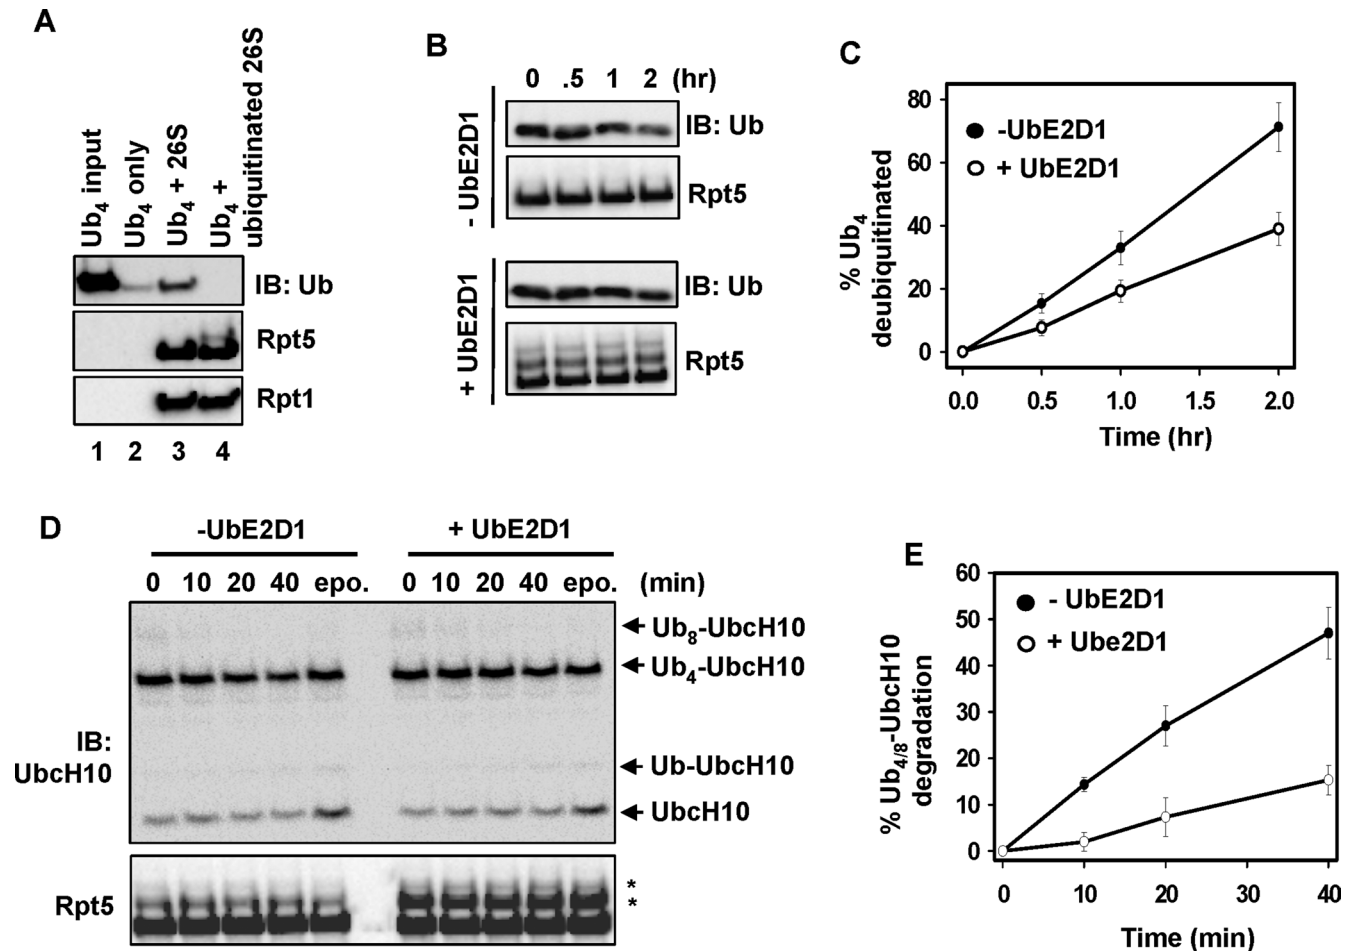 A
Ub4 input
Ub4 only
Ub4 + 26S
Ub4 +
ubiquitinated 26S
IB: Ub
Rpt5
Rpt1
1 2 3 4
B
0 .5 1 2 (hr)
- UbE2D1
IB: Ub
Rpt5
+ UbE2D1
IB: Ub
Rpt5
C
% Ub4
deubiquitinated
80
60
40
20
0
-UbE2D1
+ UbE2D1
0.0 0.5 1.0 2.0
Time (hr)
D
-UbE2D1 + UbE2D1
0 10 20 40 epo. 0 10 20 40 epo. (min)
IB:
UbcH10
Ub8-UbcH10
Ub4-UbcH10
Ub-UbcH10
UbcH10
Rpt5
*
*
E
% Ub4/8-UbcH10
degradation
60
50
40
30
20
10
0
- UbE2D1
+ Ube2D1
0 10 20 30 40
Time (min)